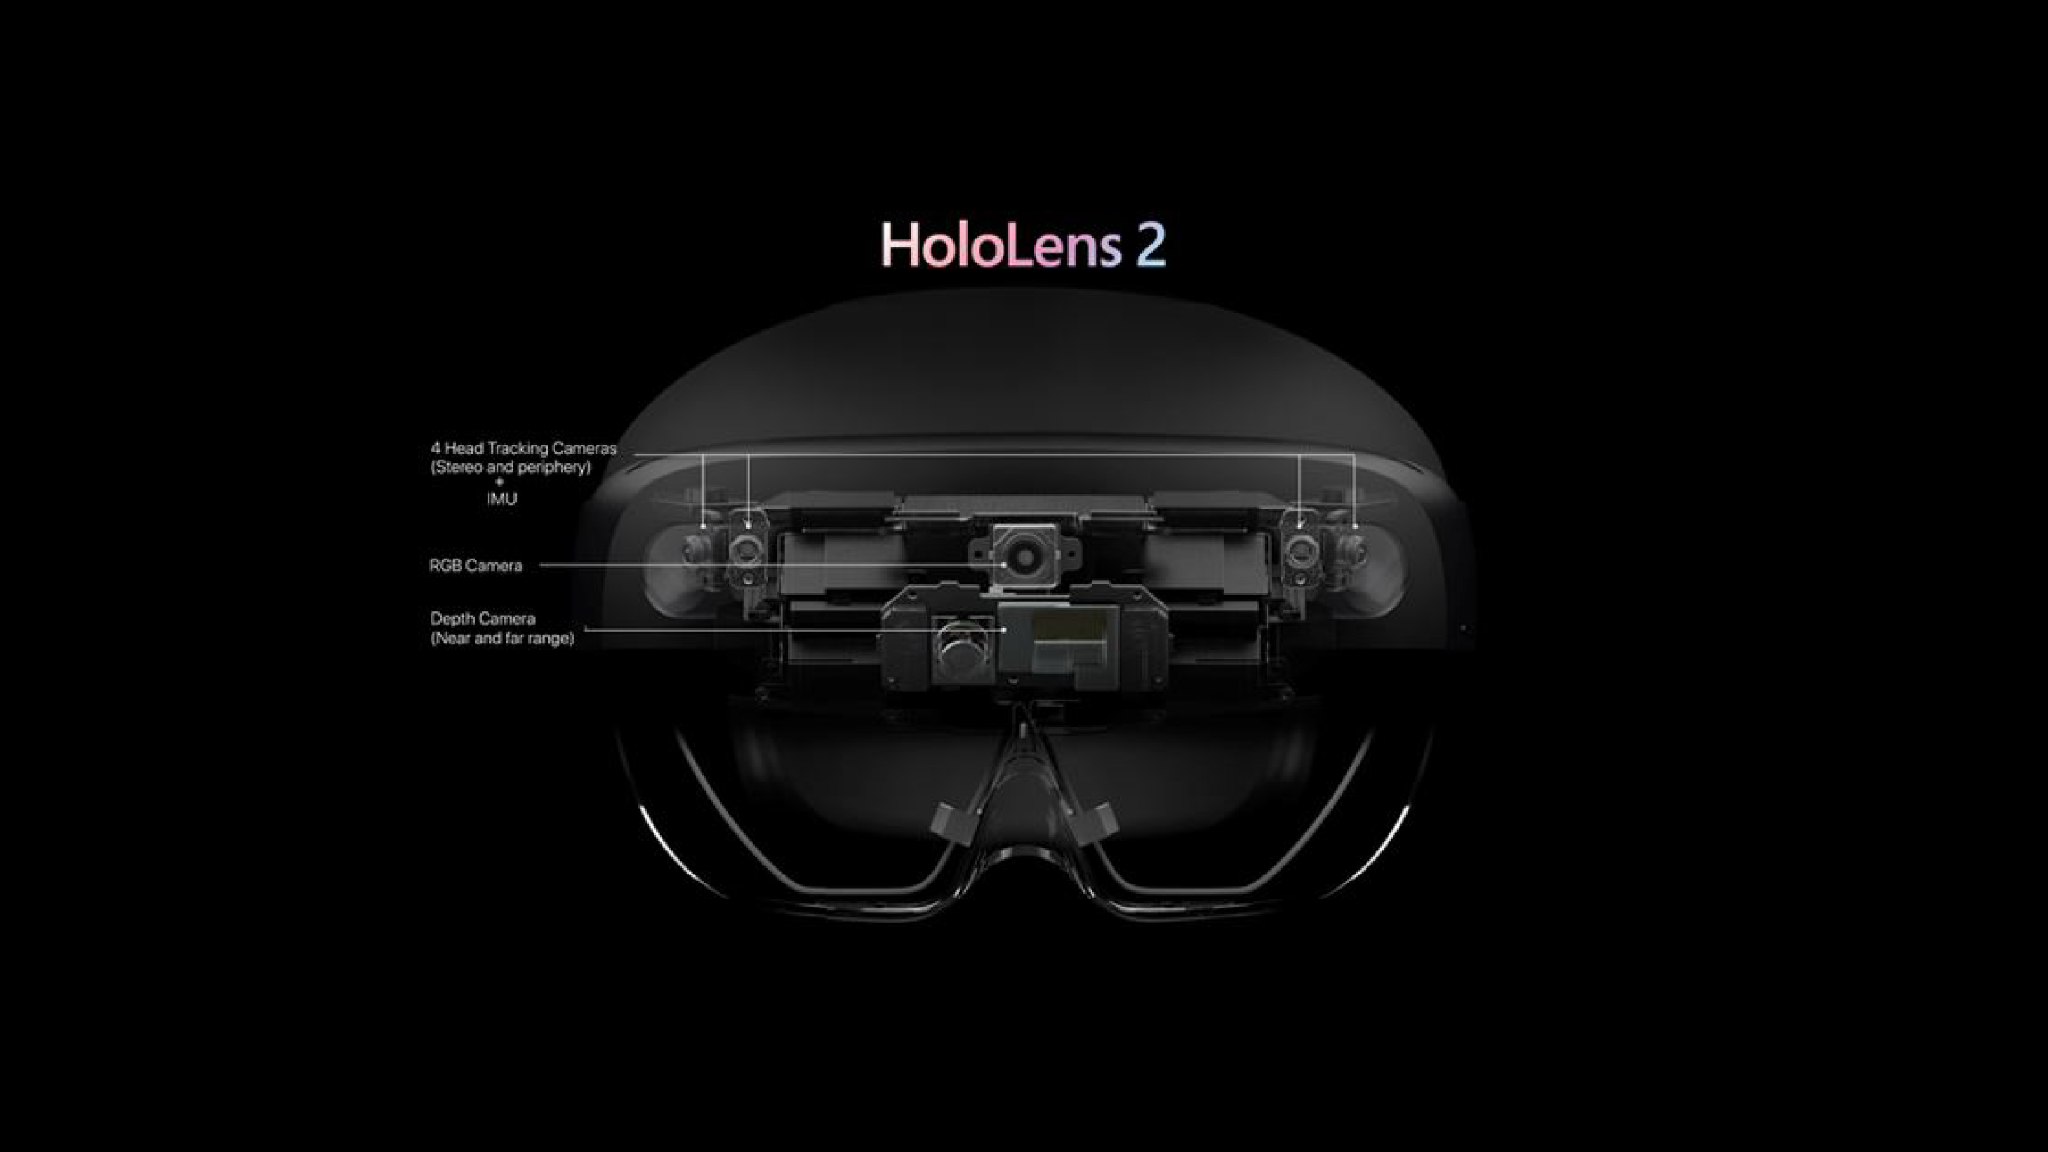 HoloLens 2
4 Head Tracking Cameras
(Stereo and periphery)
+
IMU
RGB Camera
Depth Camera
(Near and far range)